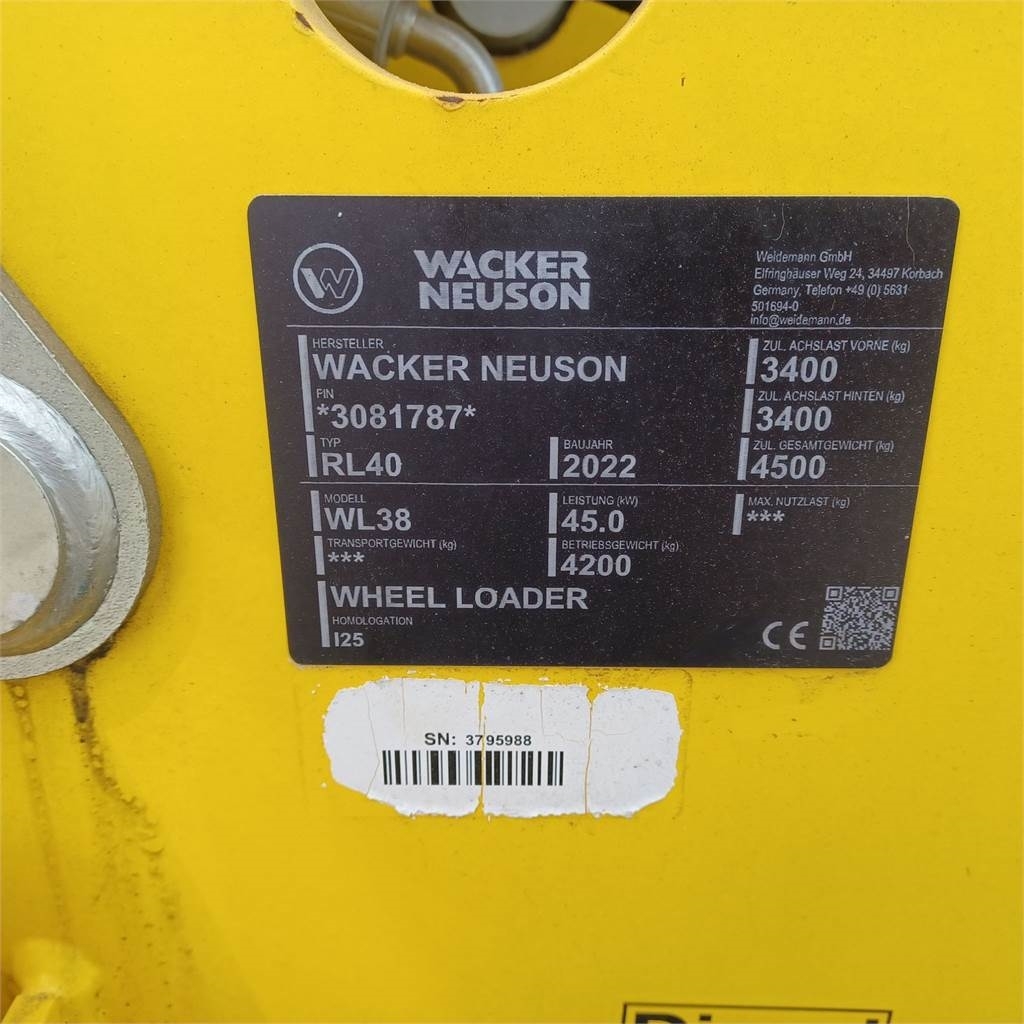 WACKER
NEUSON
Weidemann GmbH
Elfringhäuser Weg 24, 34497 Korbach
Germany, Telefon +49 (0) 5631
501694-0
info@weidemann.de
HERSTELLER
WACKER NEUSON
FIN
*3081787*
TYP
RL40
BAUJAHR
2022
ZUL. ACHSLAST VORNE (kg)
3400
ZUL. ACHSLAST HINTEN (kg)
3400
ZUL. GESAMTGEWICHT (kg)
4500
MODELL
WL38
LEISTUNG (kW)
45.0
MAX. NUTZLAST (kg)
***
TRANSPORTGEWICHT (kg)
***
BETRIEBSGEWICHT (kg)
4200
WHEEL LOADER
HOMOLOGATION
I25
CE
SN: 3795988